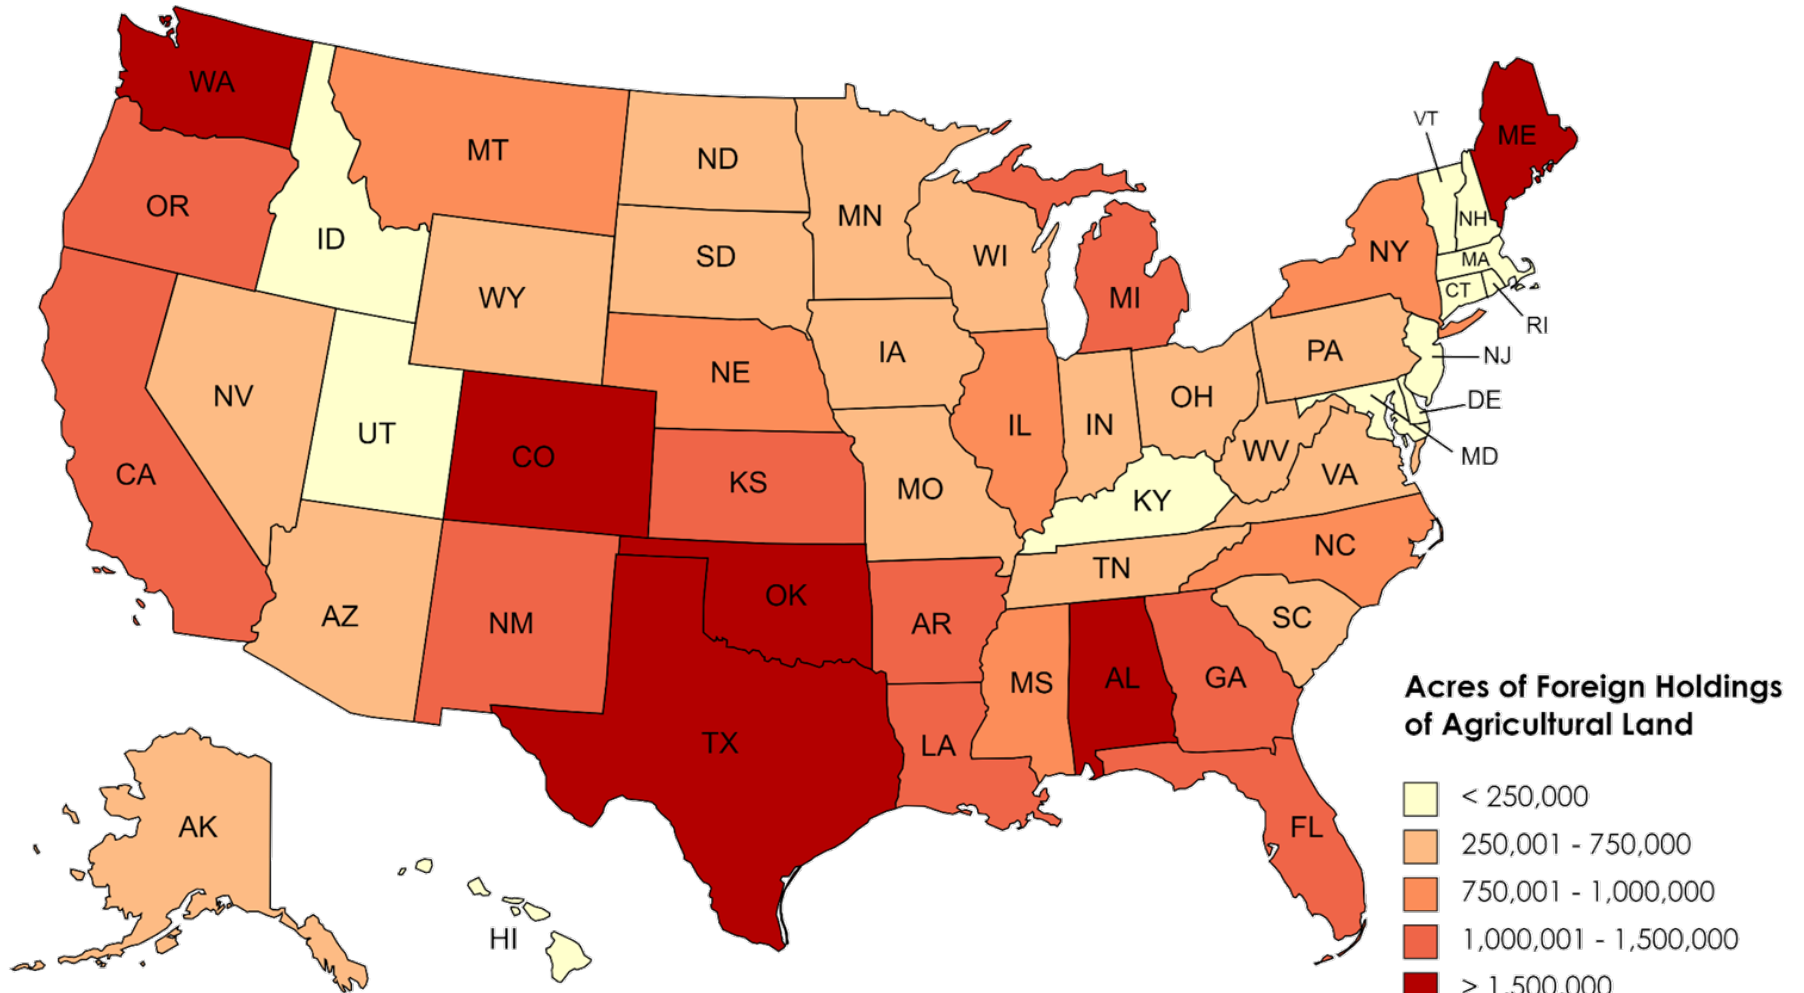 WA
MT
ND
MN
VT
ME
OR
ID
SD
WI
NH
NY
MA
WY
MI
CT
RI
IA
PA
NJ
NE
NV
OH
DE
UT
IL
IN
CO
WV
MD
CA
KS
MO
VA
KY
NC
TN
OK
AZ
NM
AR
SC
MS
AL
GA
TX
LA
AK
FL
HI
Acres of Foreign Holdings
of Agricultural Land
< 250,000
250,001 - 750,000
750,001 - 1,000,000
1,000,001 - 1,500,000
> 1,500,000